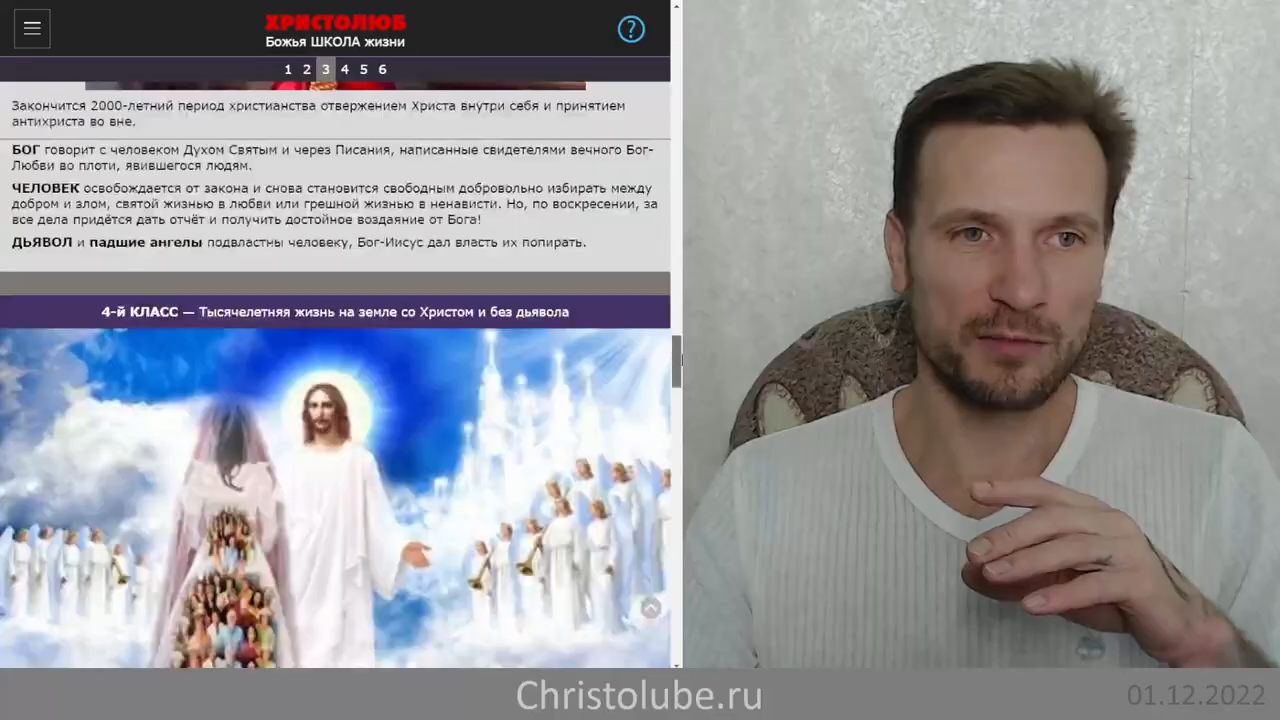 ХРИСТОЛЮБ
Божья ШКОЛА жизни
1 2 3 4 5 6
Закончится 2000-летний период христианства отвержением Христа внутри себя и принятием
антихриста во вне.
БОГ говорит с человеком Духом Святым и через Писания, написанные свидетелями вечного Бог-
Любви во плоти, явившегося людям.
ЧЕЛОВЕК освобождается от закона и снова становится свободным добровольно избирать между
добром и злом, святой жизнью в любви или грешной жизнью в ненависти. Но, по воскресении, за
все дела придётся дать отчёт и получить достойное воздаяние от Бога!
ДЬЯВОЛ и падшие ангелы подвластны человеку, Бог-Иисус дал власть их попирать.
4-й КЛАСС — Тысячелетняя жизнь на земле со Христом и без дьявола
Christolube.ru
01.12.2022